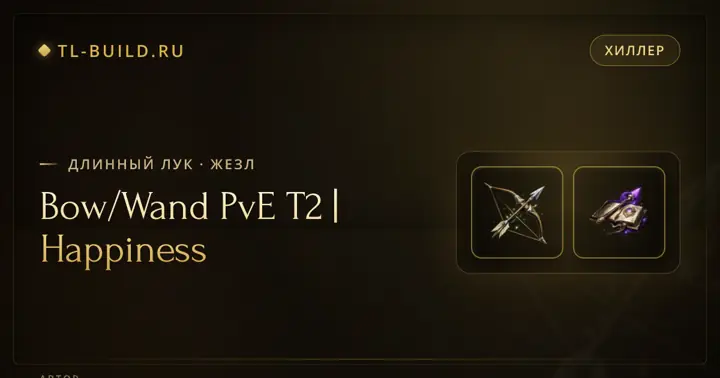 TL-BUILD.RU
ХИЛЛЕР
ДЛИННЫЙ ЛУК · ЖЕЗЛ
Bow/Wand PvE T2 |
Happiness